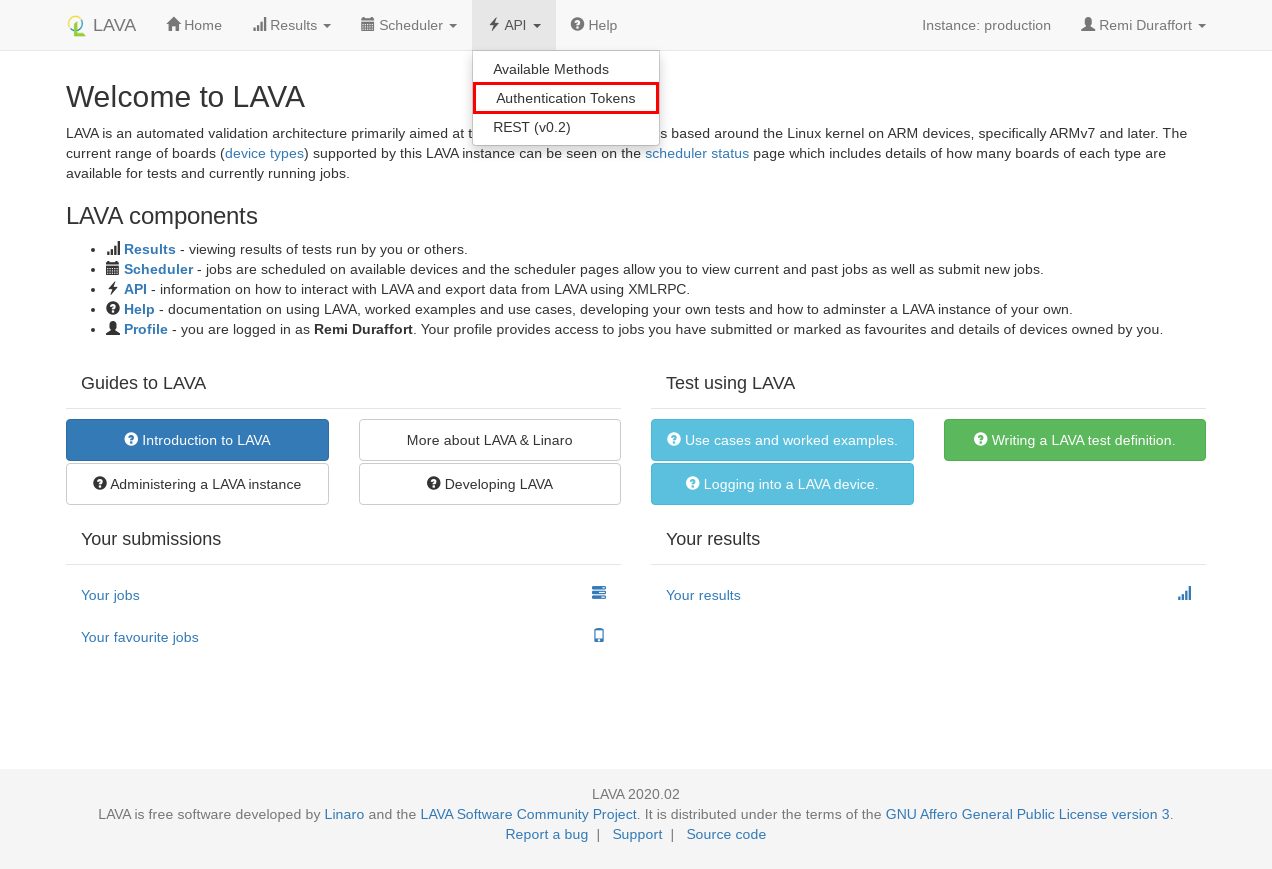 LAVA Home Results Scheduler API Help Instance: production Remi Duraffort
Available Methods
Authentication Tokens
REST (v0.2)
Welcome to LAVA
LAVA is an automated validation architecture primarily aimed at t s based around the Linux kernel on ARM devices, specifically ARMv7 and later. The
current range of boards (device types) supported by this LAVA instance can be seen on the scheduler status page which includes details of how many boards of each type are
available for tests and currently running jobs.
LAVA components
Results - viewing results of tests run by you or others.
Scheduler - jobs are scheduled on available devices and the scheduler pages allow you to view current and past jobs as well as submit new jobs.
API - information on how to interact with LAVA and export data from LAVA using XMLRPC.
Help - documentation on using LAVA, worked examples and use cases, developing your own tests and how to adminster a LAVA instance of your own.
Profile - you are logged in as Remi Duraffort. Your profile provides access to jobs you have submitted or marked as favourites and details of devices owned by you.
Guides to LAVA
Introduction to LAVA
More about LAVA & Linaro
Administering a LAVA instance
Developing LAVA
Test using LAVA
Use cases and worked examples.
Writing a LAVA test definition.
Logging into a LAVA device.
Your submissions
Your jobs
Your favourite jobs
Your results
Your results
LAVA 2020.02
LAVA is free software developed by Linaro and the LAVA Software Community Project. It is distributed under the terms of the GNU Affero General Public License version 3.
Report a bug | Support | Source code